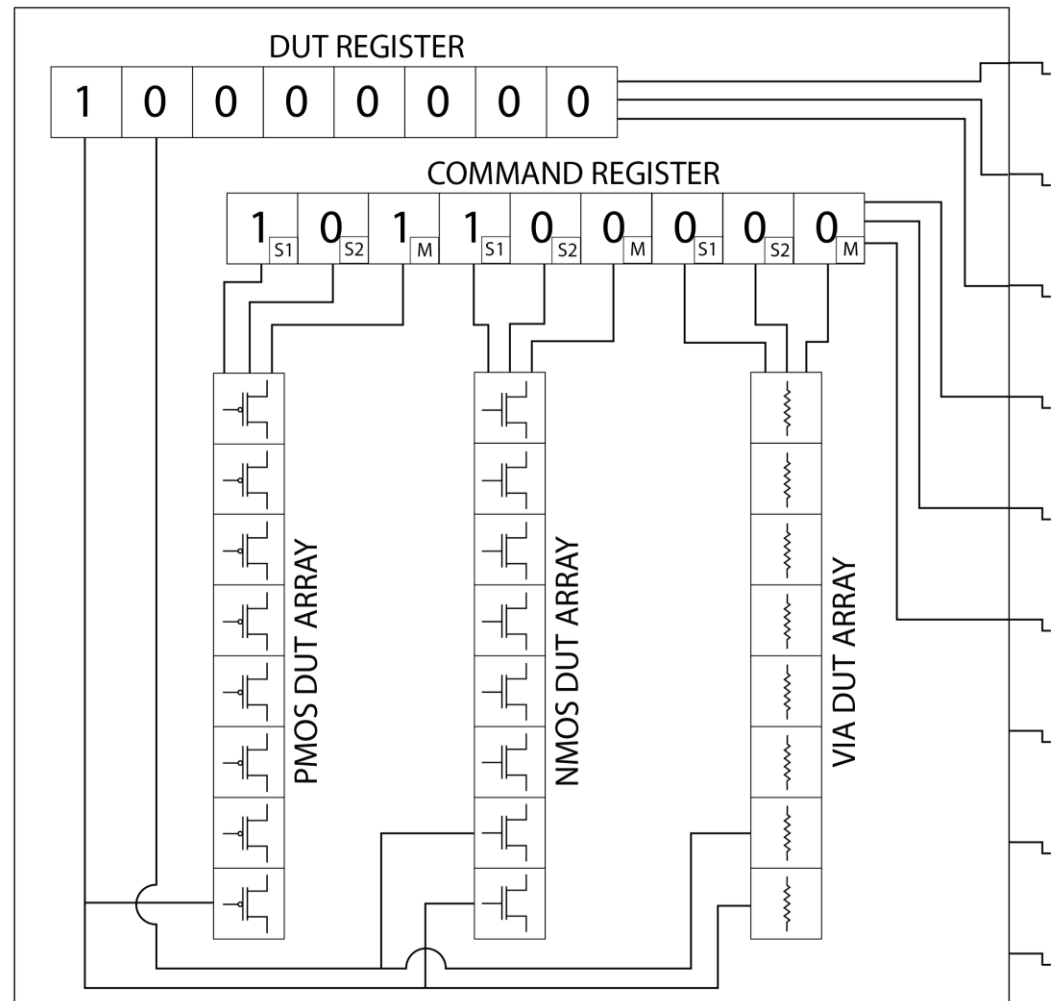 DUT REGISTER
1 0 0 0 0 0 0 0
COMMAND REGISTER
1 0 1 1 0 0 0 0 0
S1 S2 M S1 S2 M S1 S2 M
PMOS DUT ARRAY
NMOS DUT ARRAY
VIA DUT ARRAY